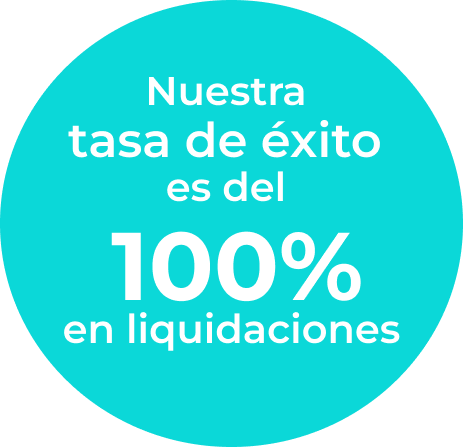 Nuestra
tasa de éxito
es del
100%
en liquidaciones